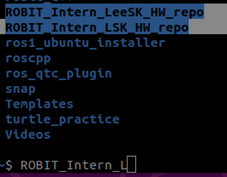 ROBIT_Intern_LeeSK_HW_repo
ROBIT_Intern_LSK_HW_repo
ros1_ubuntu_installer
roscpp
ros_qtc_plugin
snap
Templates
turtle_practice
Videos
~$ ROBIT_Intern_L